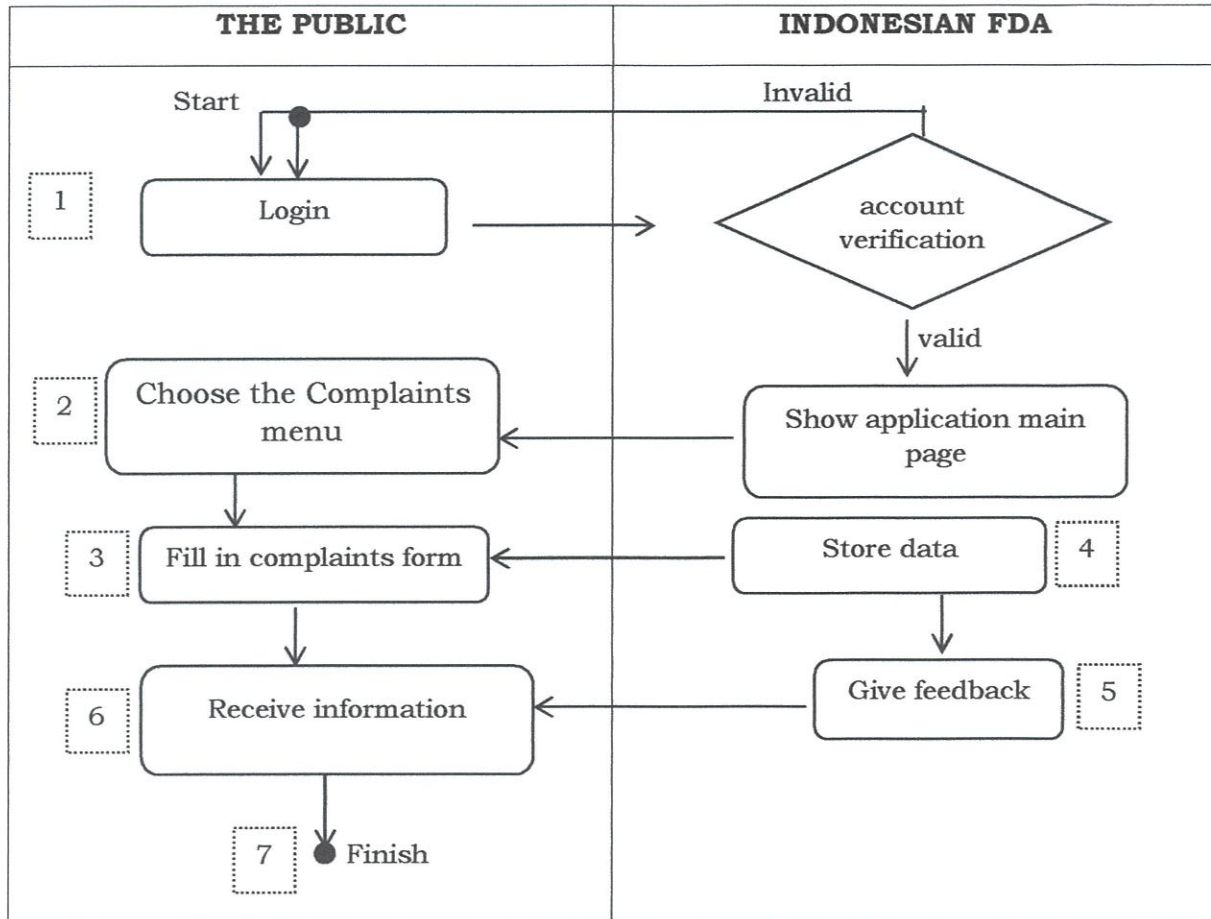 THE PUBLIC
INDONESIAN FDA
Start
Invalid
1
Login
account
verification
valid
2
Choose the Complaints
menu
Show application main
page
3
Fill in complaints form
Store data
4
6
Receive information
Give feedback
5
7
Finish